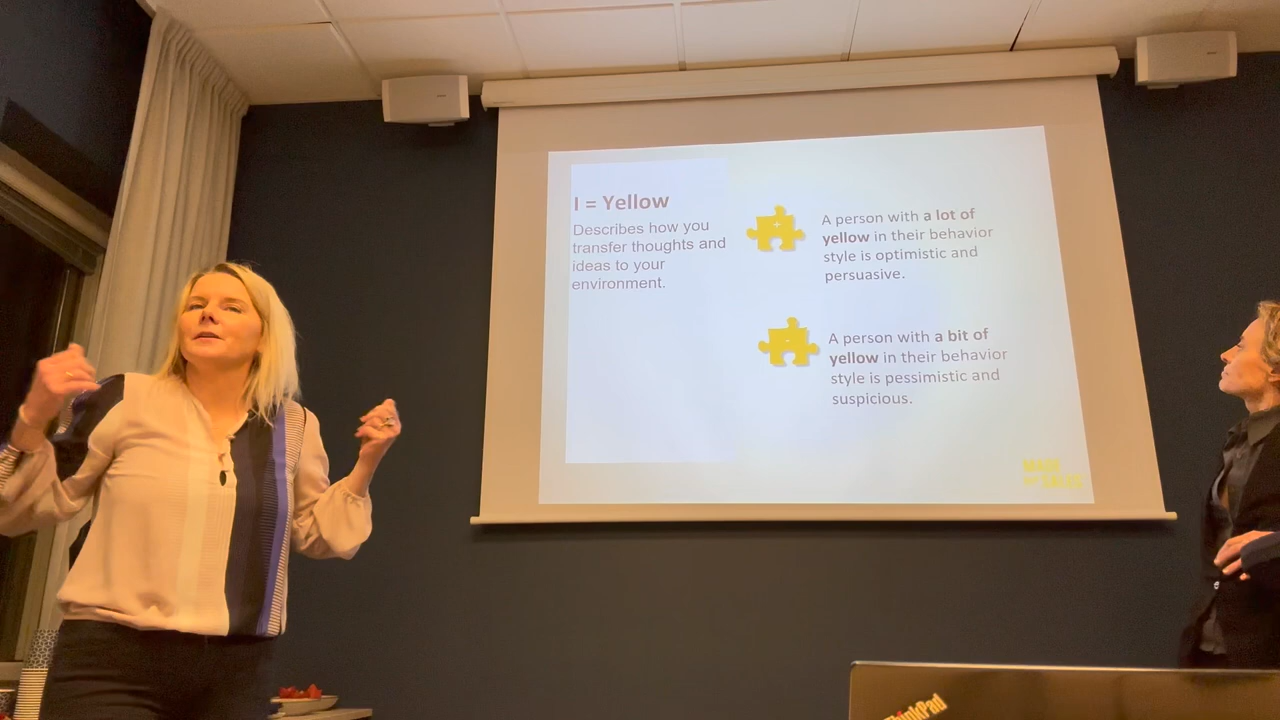 I = Yellow
Describes how you
transfer thoughts and
ideas to your
environment.
A person with a lot of
yellow in their behavior
style is optimistic and
persuasive.
A person with a bit of
yellow in their behavior
style is pessimistic and
suspicious.
ThinkPad